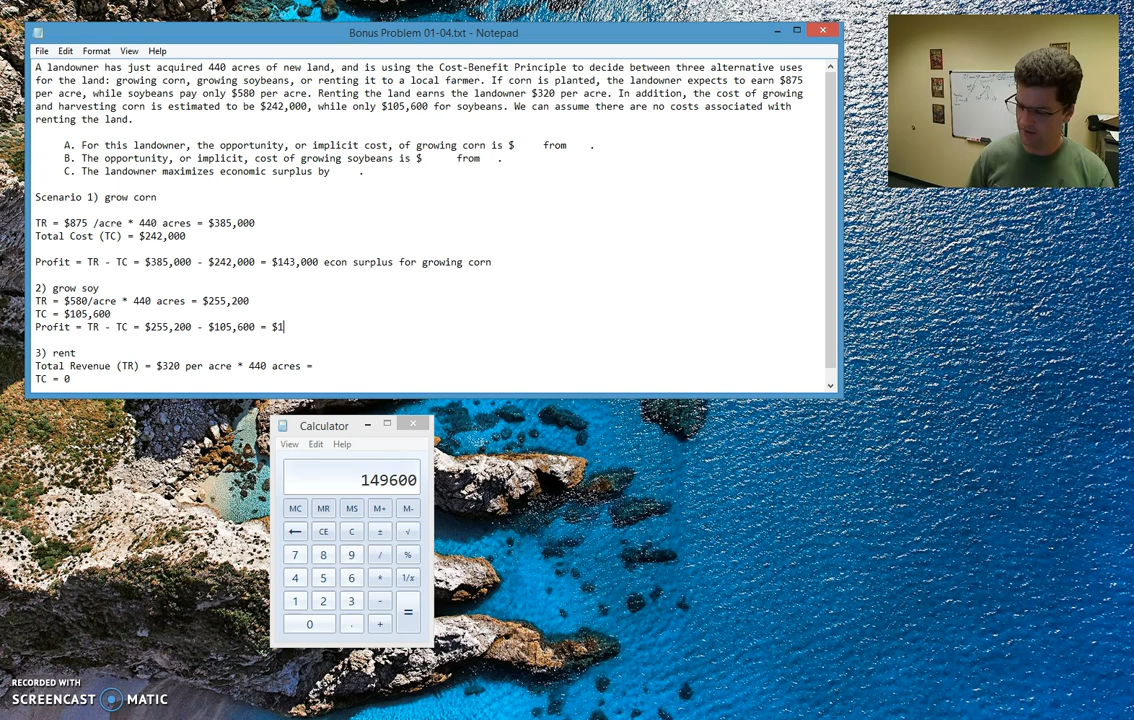 Bonus Problem 01-04.txt - Notepad
File Edit Format View Help
A landowner has just acquired 440 acres of new land, and is using the Cost-Benefit Principle to decide between three alternative uses
for the land: growing corn, growing soybeans, or renting it to a local farmer. If corn is planted, the landowner expects to earn $875
per acre, while soybeans pay only $580 per acre. Renting the land earns the landowner $320 per acre. In addition, the cost of growing
and harvesting corn is estimated to be $242,000, while only $105,600 for soybeans. We can assume there are no costs associated with
renting the land.
A. For this landowner, the opportunity, or implicit cost, of growing corn is $ from .
B. The opportunity, or implicit, cost of growing soybeans is $ from .
C. The landowner maximizes economic surplus by .
Scenario 1) grow corn
TR = $875 /acre * 440 acres = $385,000
Total Cost (TC) = $242,000
Profit = TR - TC = $385,000 - $242,000 = $143,000 econ surplus for growing corn
2) grow soy
TR = $580/acre * 440 acres = $255,200
TC = $105,600
Profit = TR - TC = $255,200 - $105,600 = $1
3) rent
Total Revenue (TR) = $320 per acre * 440 acres =
TC = 0
Calculator
View Edit Help
149600
MC MR MS M+ M-
← CE C ± √
7 8 9 / %
4 5 6 * 1/x
1 2 3 - =
0 . +
RECORDED WITH
SCREENCAST MATIC